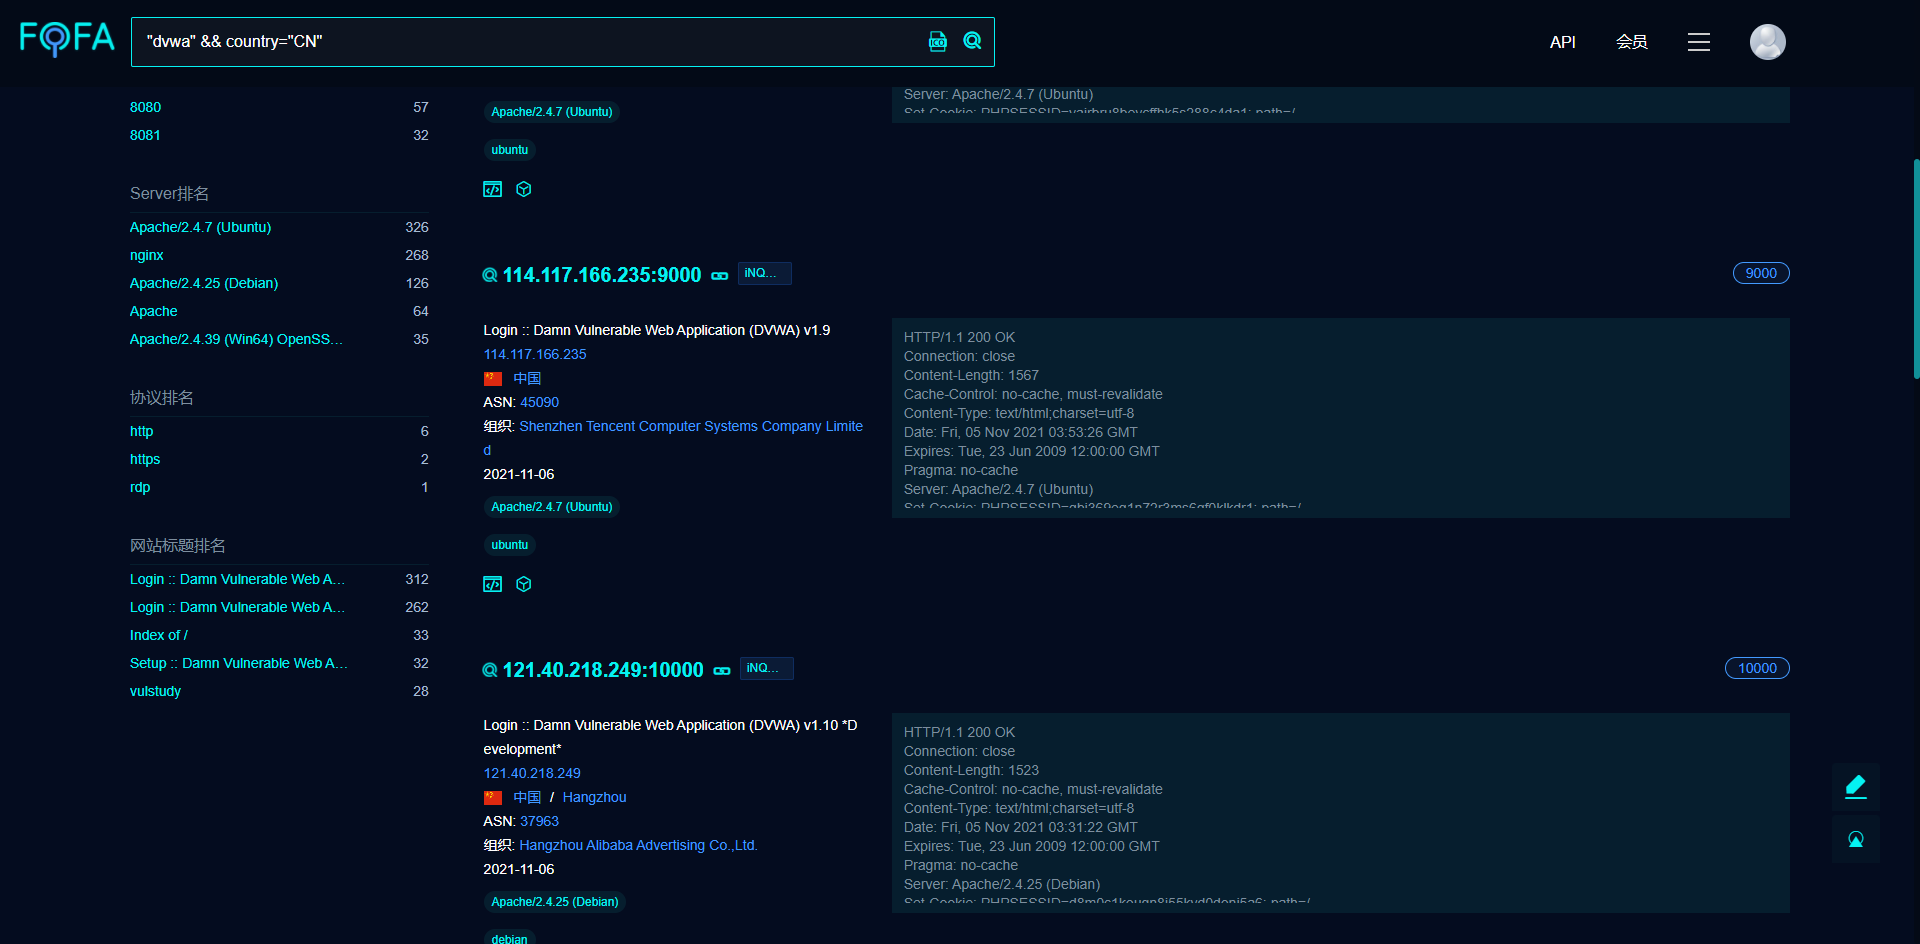 FOFA
"dvwa" && country="CN"
ICO
API
会员
8080 57
8081 32
Server排名
Apache/2.4.7 (Ubuntu) 326
nginx 268
Apache/2.4.25 (Debian) 126
Apache 64
Apache/2.4.39 (Win64) OpenSS... 35
协议排名
http 6
https 2
rdp 1
网站标题排名
Login :: Damn Vulnerable Web A... 312
Login :: Damn Vulnerable Web A... 262
Index of / 33
Setup :: Damn Vulnerable Web A... 32
vulstudy 28
Apache/2.4.7 (Ubuntu)
ubuntu
Server: Apache/2.4.7 (Ubuntu)
114.117.166.235:9000
iNQ...
9000
Login :: Damn Vulnerable Web Application (DVWA) v1.9
114.117.166.235
中国
ASN: 45090
组织: Shenzhen Tencent Computer Systems Company Limite
d
2021-11-06
Apache/2.4.7 (Ubuntu)
ubuntu
HTTP/1.1 200 OK
Connection: close
Content-Length: 1567
Cache-Control: no-cache, must-revalidate
Content-Type: text/html;charset=utf-8
Date: Fri, 05 Nov 2021 03:53:26 GMT
Expires: Tue, 23 Jun 2009 12:00:00 GMT
Pragma: no-cache
Server: Apache/2.4.7 (Ubuntu)
121.40.218.249:10000
iNQ...
10000
Login :: Damn Vulnerable Web Application (DVWA) v1.10 *D
evelopment*
121.40.218.249
中国 / Hangzhou
ASN: 37963
组织: Hangzhou Alibaba Advertising Co.,Ltd.
2021-11-06
Apache/2.4.25 (Debian)
debian
HTTP/1.1 200 OK
Connection: close
Content-Length: 1523
Cache-Control: no-cache, must-revalidate
Content-Type: text/html;charset=utf-8
Date: Fri, 05 Nov 2021 03:31:22 GMT
Expires: Tue, 23 Jun 2009 12:00:00 GMT
Pragma: no-cache
Server: Apache/2.4.25 (Debian)